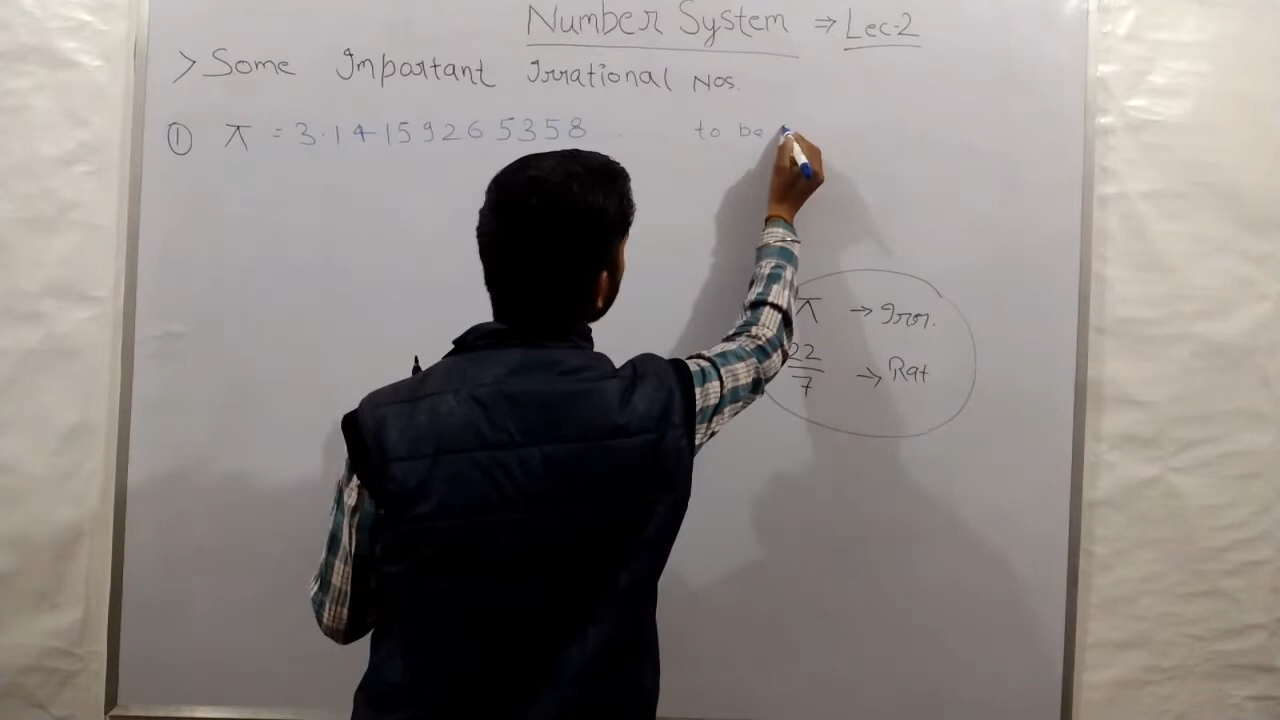 Number System ⇒ Lec-2
> Some Important Irrational Nos.
① π = 3.14159265358 to be
π → Irr.
22/7 → Rat